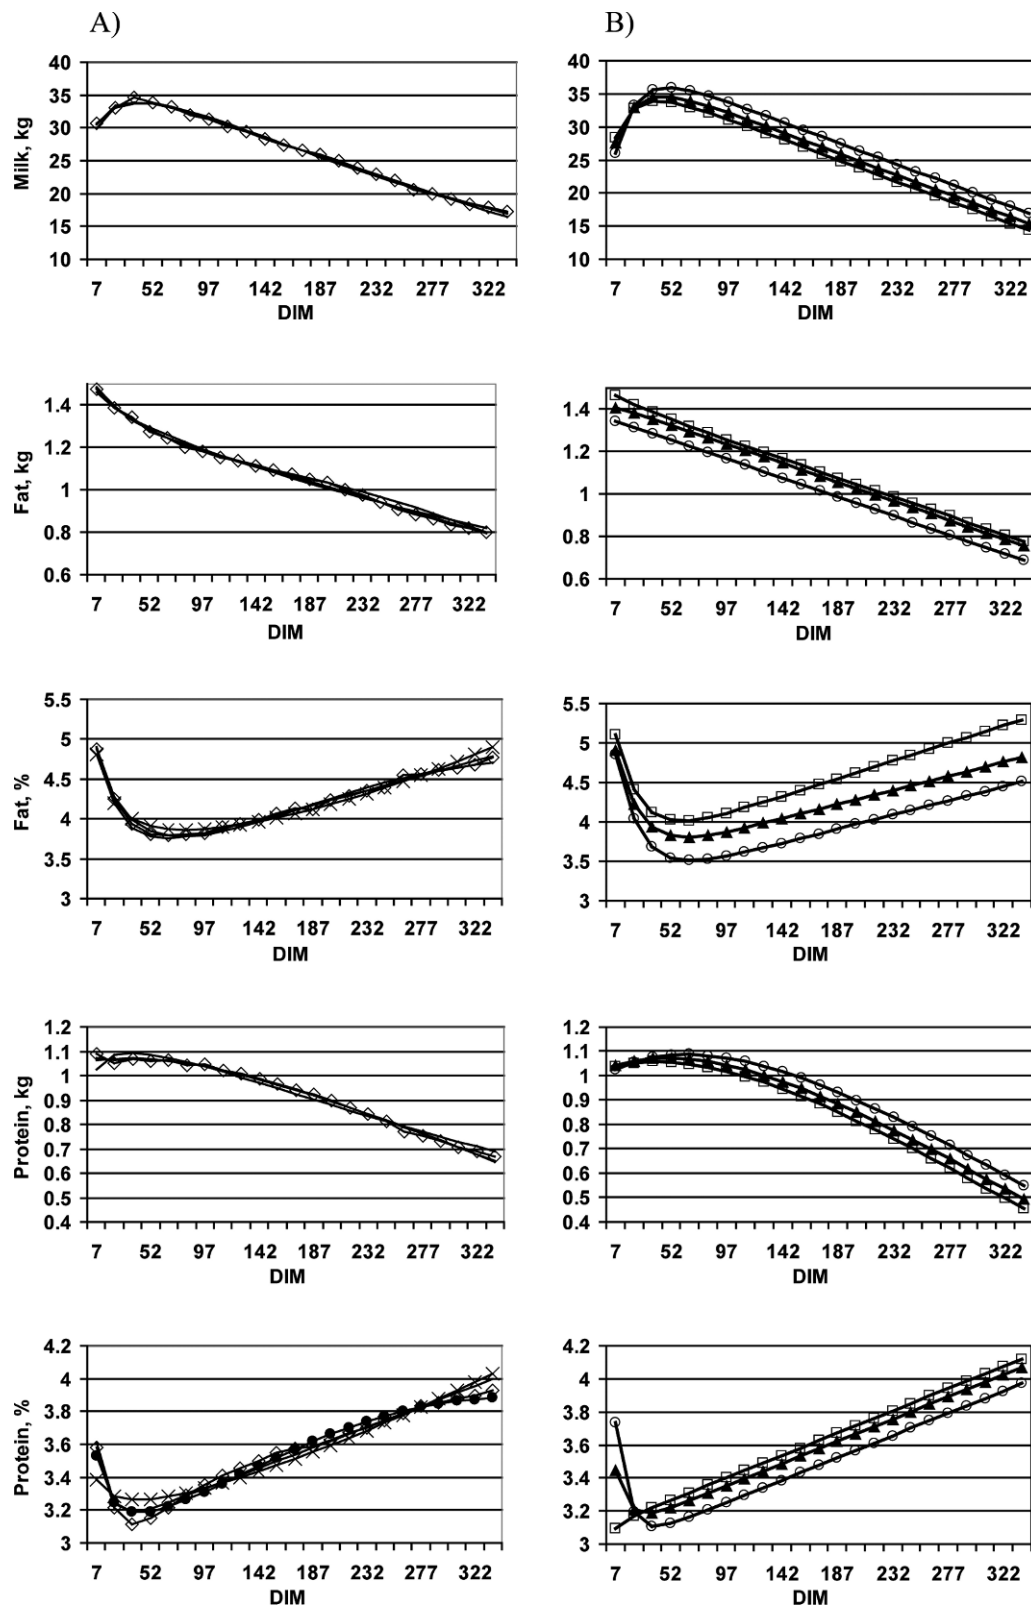 A)
B)
Milk, kg
40
35
30
25
20
15
10
7 52 97 142 187 232 277 322
DIM
40
35
30
25
20
15
10
7 52 97 142 187 232 277 322
DIM
Fat, kg
1.4
1.2
1
0.8
0.6
7 52 97 142 187 232 277 322
DIM
1.4
1.2
1
0.8
0.6
7 52 97 142 187 232 277 322
DIM
Fat, %
5.5
5
4.5
4
3.5
3
7 52 97 142 187 232 277 322
DIM
5.5
5
4.5
4
3.5
3
7 52 97 142 187 232 277 322
DIM
Protein, kg
1.2
1.1
1
0.9
0.8
0.7
0.6
0.5
0.4
7 52 97 142 187 232 277 322
DIM
1.2
1.1
1
0.9
0.8
0.7
0.6
0.5
0.4
7 52 97 142 187 232 277 322
DIM
Protein, %
4.2
4
3.8
3.6
3.4
3.2
3
7 52 97 142 187 232 277 322
DIM
4.2
4
3.8
3.6
3.4
3.2
3
7 52 97 142 187 232 277 322
DIM